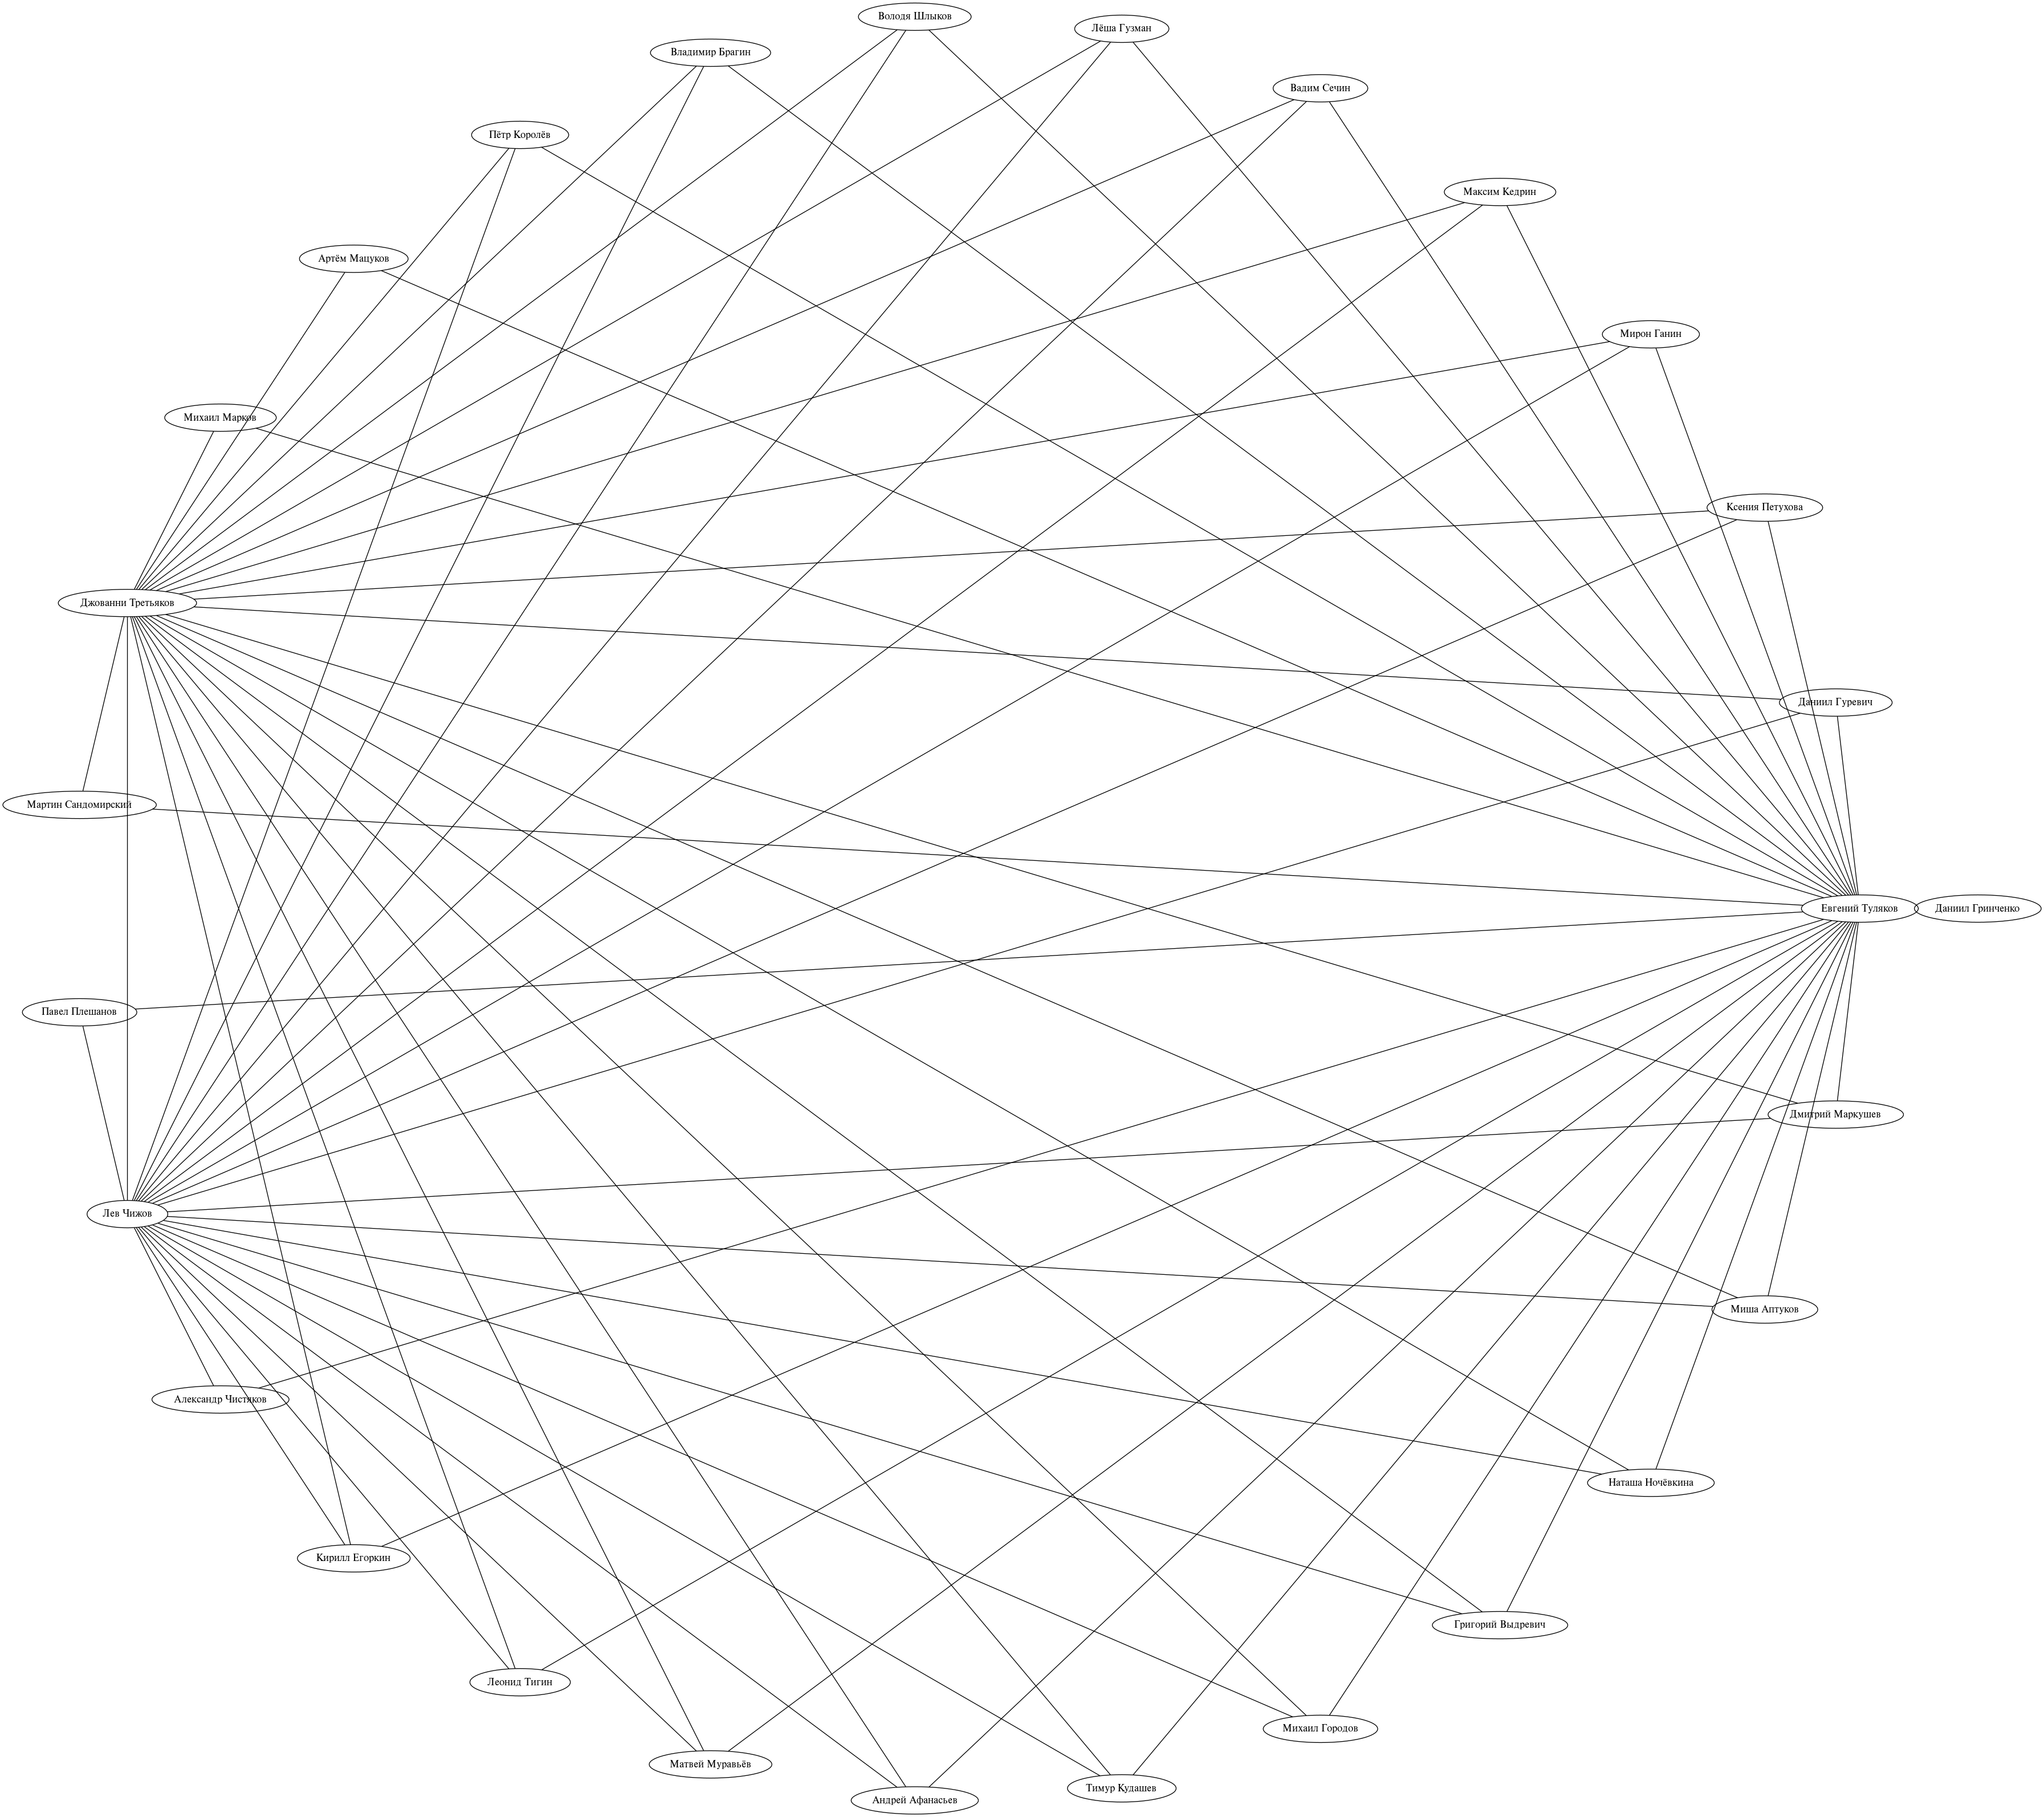 Володя Шлыков
Лёша Гузман
Владимир Брагин
Вадим Сечин
Пётр Королёв
Максим Кедрин
Артём Мацуков
Мирон Ганин
Михаил Марков
Ксения Петухова
Джованни Третьяков
Даниил Гуревич
Мартин Сандомирский
Евгений Туляков
Даниил Гринченко
Павел Плешанов
Дмитрий Маркушев
Лев Чижов
Миша Аптуков
Александр Чистяков
Наташа Ночёвкина
Кирилл Егоркин
Григорий Выдревич
Леонид Тигин
Михаил Городов
Матвей Муравьёв
Тимур Кудашев
Андрей Афанасьев